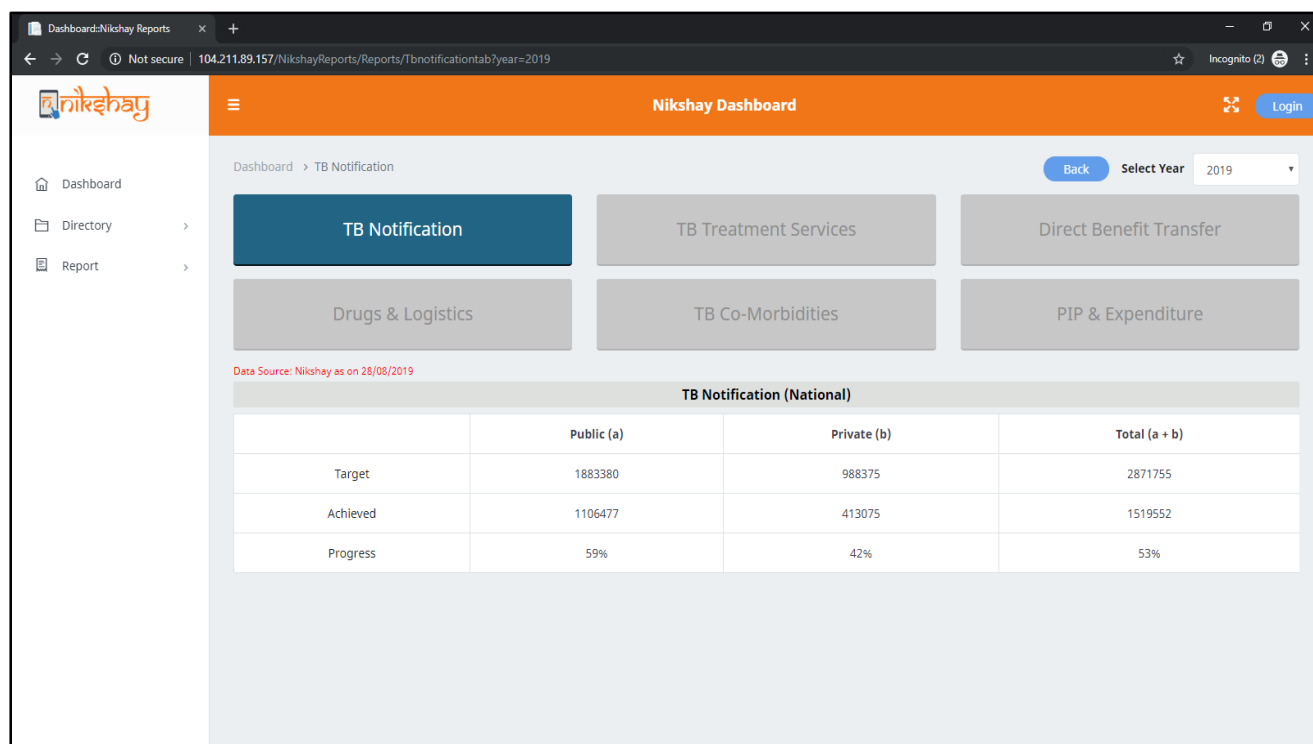 Dashboard::Nikshay Reports
Not secure | 104.211.89.157/NikshayReports/Reports/Tbnotificationtab?year=2019
Incognito (2)
nikshay
Nikshay Dashboard
Login
Dashboard
Directory
Report
Dashboard > TB Notification
Back Select Year 2019
TB Notification TB Treatment Services Direct Benefit Transfer
Drugs & Logistics TB Co-Morbidities PIP & Expenditure
Data Source: Nikshay as on 28/08/2019
TB Notification (National)
Public (a) Private (b) Total (a + b)
Target 1883380 988375 2871755
Achieved 1106477 413075 1519552
Progress 59% 42% 53%